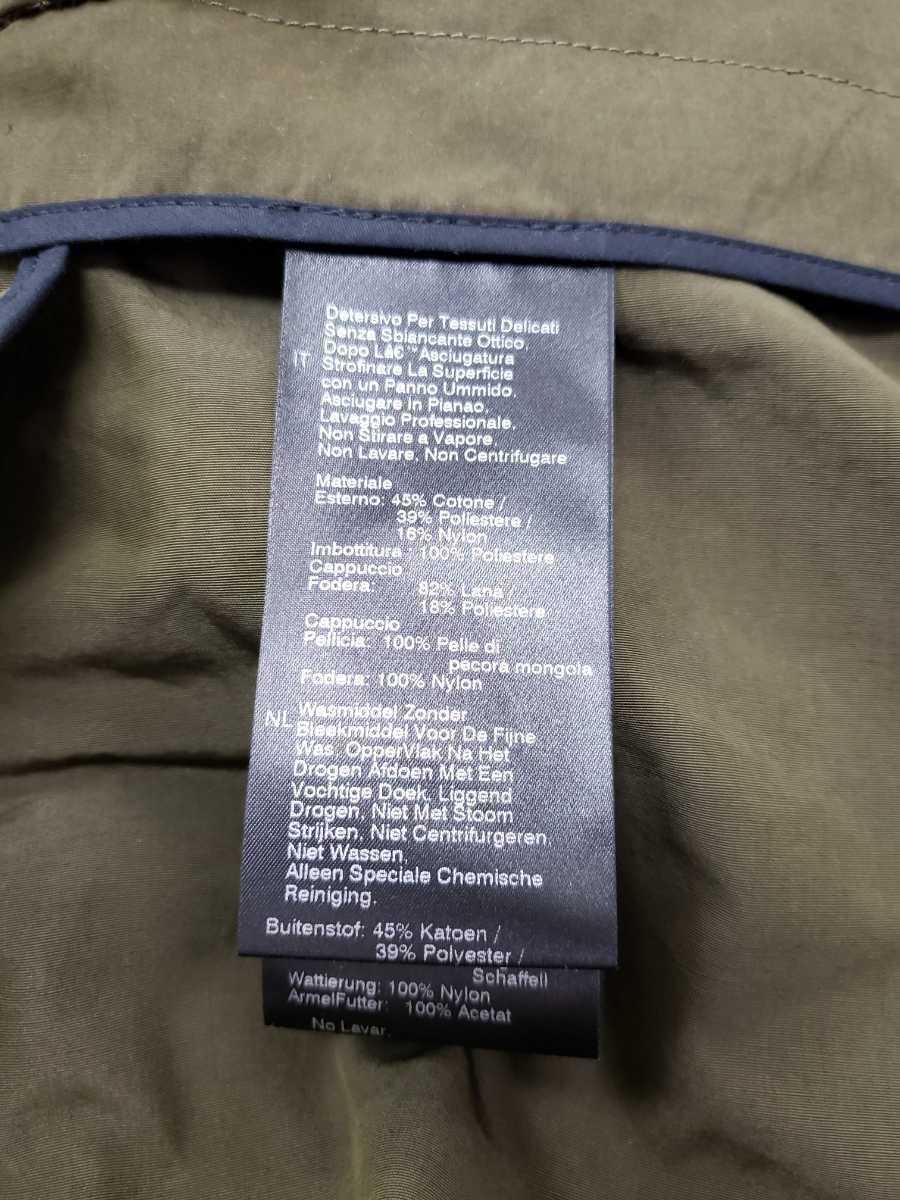 IT
Detersivo Per Tessuti Delicati
Senza Sbiancante Ottico,
Dopo Lâ€™Asciugatura
Strofinare La Superficie
con un Panno Ummido,
Asciugare In Pianao,
Lavaggio Professionale,
Non Stirare a Vapore,
Non Lavare, Non Centrifugare
Materiale
Esterno: 45% Cotone /
39% Poliestere /
16% Nylon
Imbottitura : 100% Poliestere
Cappuccio
Fodera: 82% Lana /
18% Poliestere
Cappuccio
Pellicia: 100% Pelle di
pecora mongola
Fodera: 100% Nylon
NL Wasmiddel Zonder
Bleekmiddel Voor De Fijne
Was, OpperVlak Na Het
Drogen Afdoen Met Een
Vochtige Doek, Liggend
Drogen, Niet Met Stoom
Strijken, Niet Centrifurgeren,
Niet Wassen,
Alleen Speciale Chemische
Reiniging,
Buitenstof: 45% Katoen /
39% Polyester /
Schaffell
Wattierung: 100% Nylon
ArmelFutter: 100% Acetat
No Lavar,